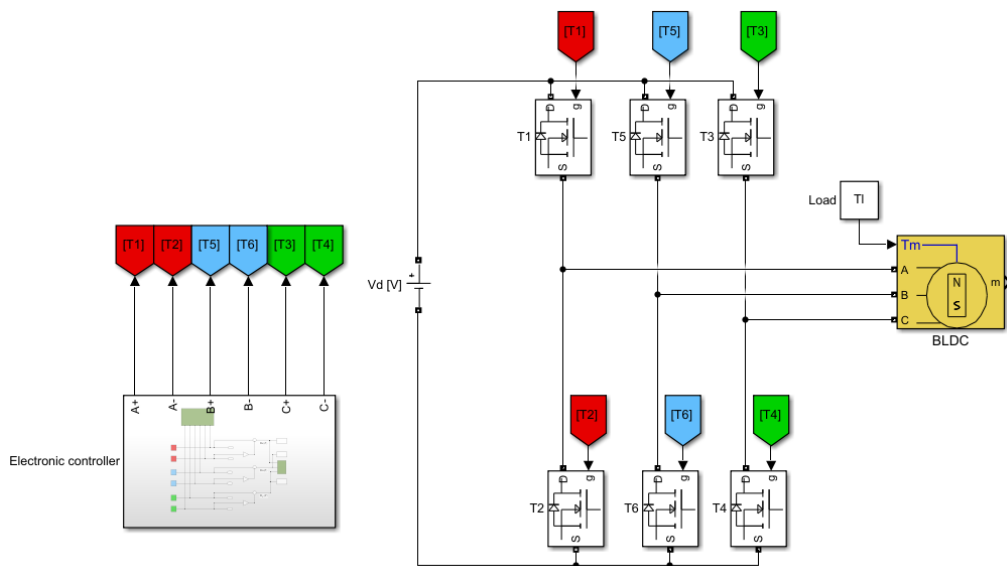 [T1]
[T5]
[T3]
D
g
T1
S
D
g
T5
S
D
g
T3
S
Load
Tl
[T1]
[T2]
[T5]
[T6]
[T3]
[T4]
Tm
A
B
C
N
S
m
BLDC
+
Vd [V]
A+
A-
B+
B-
C+
C-
Electronic controller
[T2]
[T6]
[T4]
D
g
T2
S
D
g
T6
S
D
g
T4
S